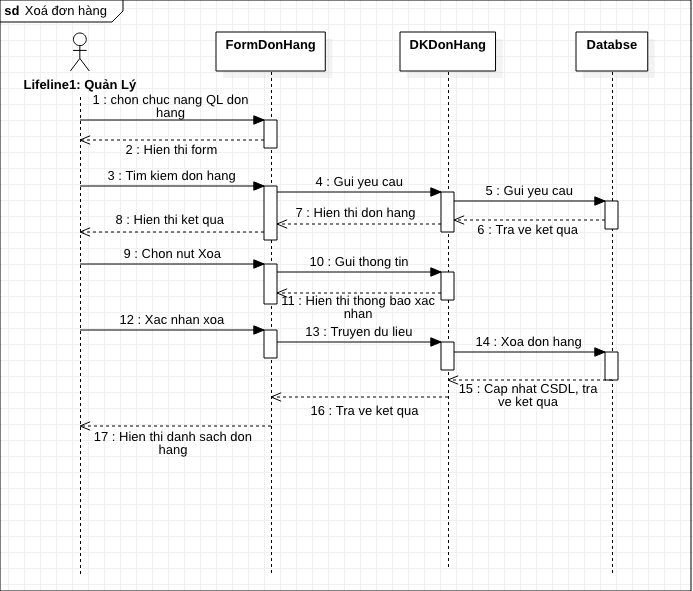 sd Xoá đơn hàng
FormDonHang
DKDonHang
Databse
Lifeline1: Quản Lý
1 : chon chuc nang QL don
hang
2 : Hien thi form
3 : Tim kiem don hang
4 : Gui yeu cau
5 : Gui yeu cau
6 : Tra ve ket qua
7 : Hien thi don hang
8 : Hien thi ket qua
9 : Chon nut Xoa
10 : Gui thong tin
11 : Hien thi thong bao xac
nhan
12 : Xac nhan xoa
13 : Truyen du lieu
14 : Xoa don hang
15 : Cap nhat CSDL, tra
ve ket qua
16 : Tra ve ket qua
17 : Hien thi danh sach don
hang